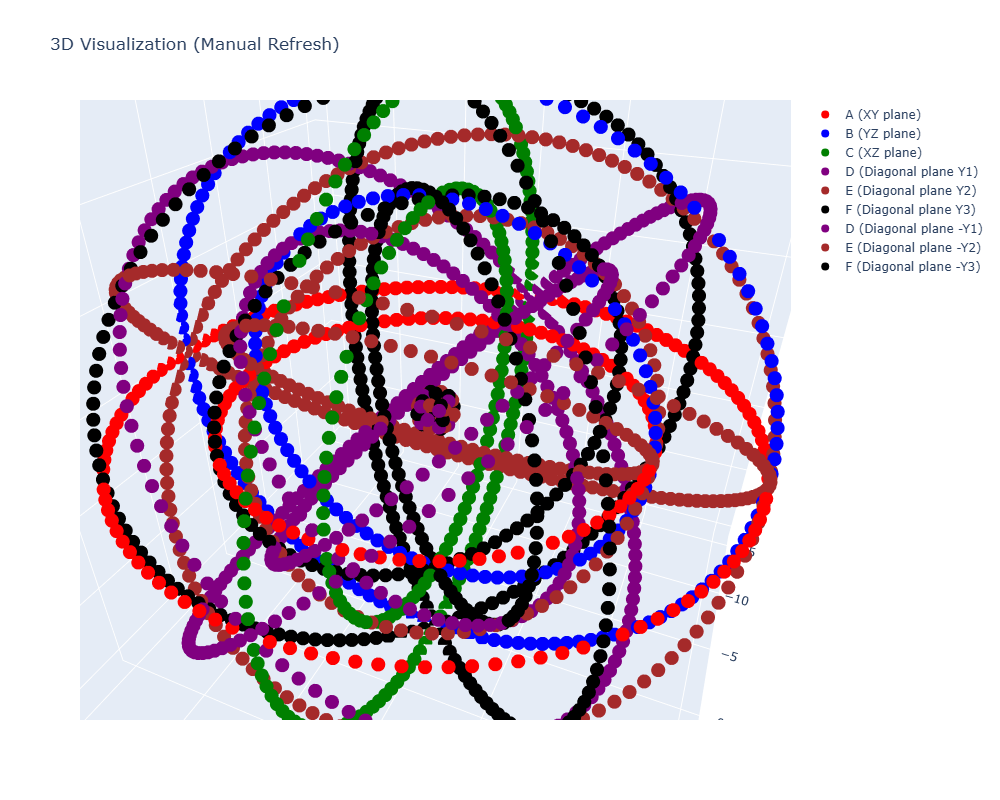 3D Visualization (Manual Refresh)
A (XY plane)
B (YZ plane)
C (XZ plane)
D (Diagonal plane Y1)
E (Diagonal plane Y2)
F (Diagonal plane Y3)
D (Diagonal plane -Y1)
E (Diagonal plane -Y2)
F (Diagonal plane -Y3)
−10
−5